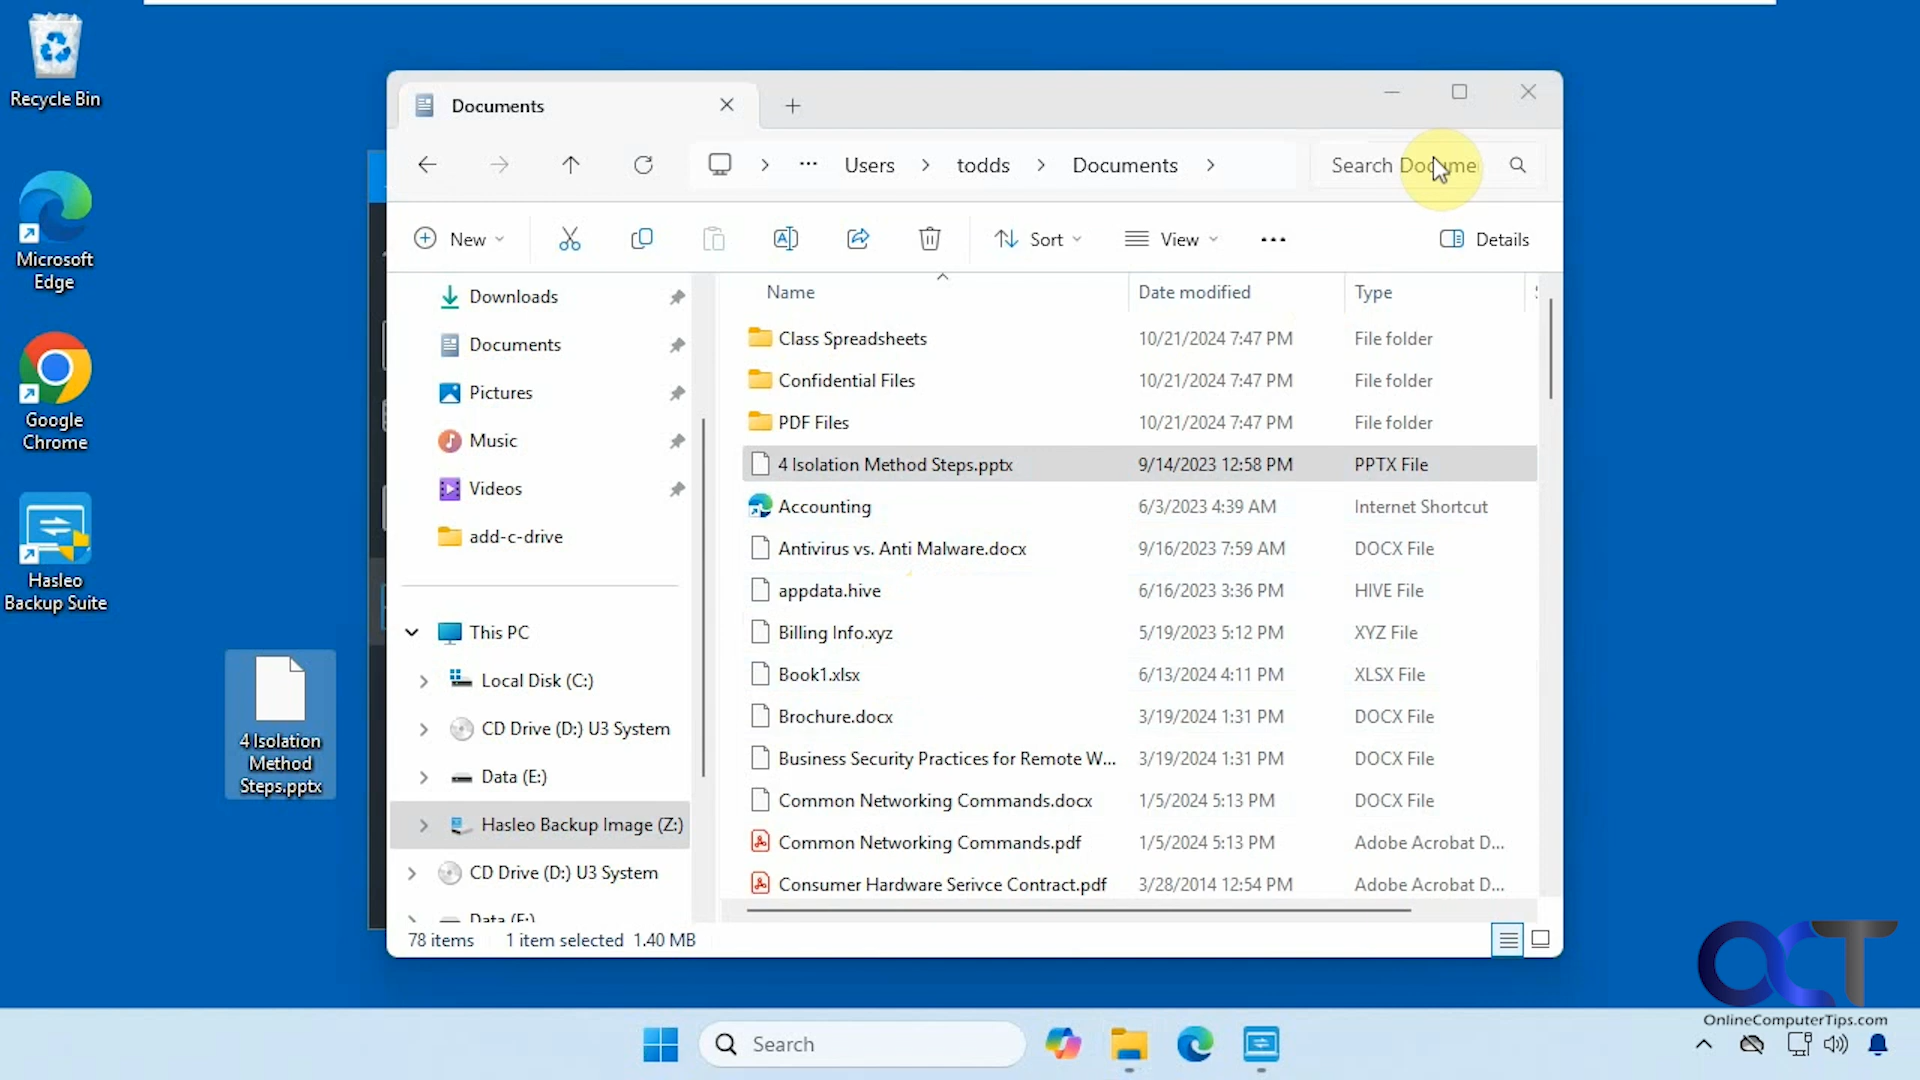 Recycle Bin
Microsoft
Edge
Google
Chrome
Hasleo
Backup Suite
4 Isolation
Method
Steps.pptx
Documents
Users
todds
Documents
Search Docume
New
Sort
View
Details
Downloads
Documents
Pictures
Music
Videos
add-c-drive
This PC
Local Disk (C:)
CD Drive (D:) U3 System
Data (E:)
Hasleo Backup Image (Z:)
CD Drive (D:) U3 System
Data (E:)
Name Date modified Type
Class Spreadsheets 10/21/2024 7:47 PM File folder
Confidential Files 10/21/2024 7:47 PM File folder
PDF Files 10/21/2024 7:47 PM File folder
4 Isolation Method Steps.pptx 9/14/2023 12:58 PM PPTX File
Accounting 6/3/2023 4:39 AM Internet Shortcut
Antivirus vs. Anti Malware.docx 9/16/2023 7:59 AM DOCX File
appdata.hive 6/16/2023 3:36 PM HIVE File
Billing Info.xyz 5/19/2023 5:12 PM XYZ File
Book1.xlsx 6/13/2024 4:11 PM XLSX File
Brochure.docx 3/19/2024 1:31 PM DOCX File
Business Security Practices for Remote W... 3/19/2024 1:31 PM DOCX File
Common Networking Commands.docx 1/5/2024 5:13 PM DOCX File
Common Networking Commands.pdf 1/5/2024 5:13 PM Adobe Acrobat D...
Consumer Hardware Serivce Contract.pdf 3/28/2014 12:54 PM Adobe Acrobat D...
78 items 1 item selected 1.40 MB
OCT
OnlineComputerTips.com
Search